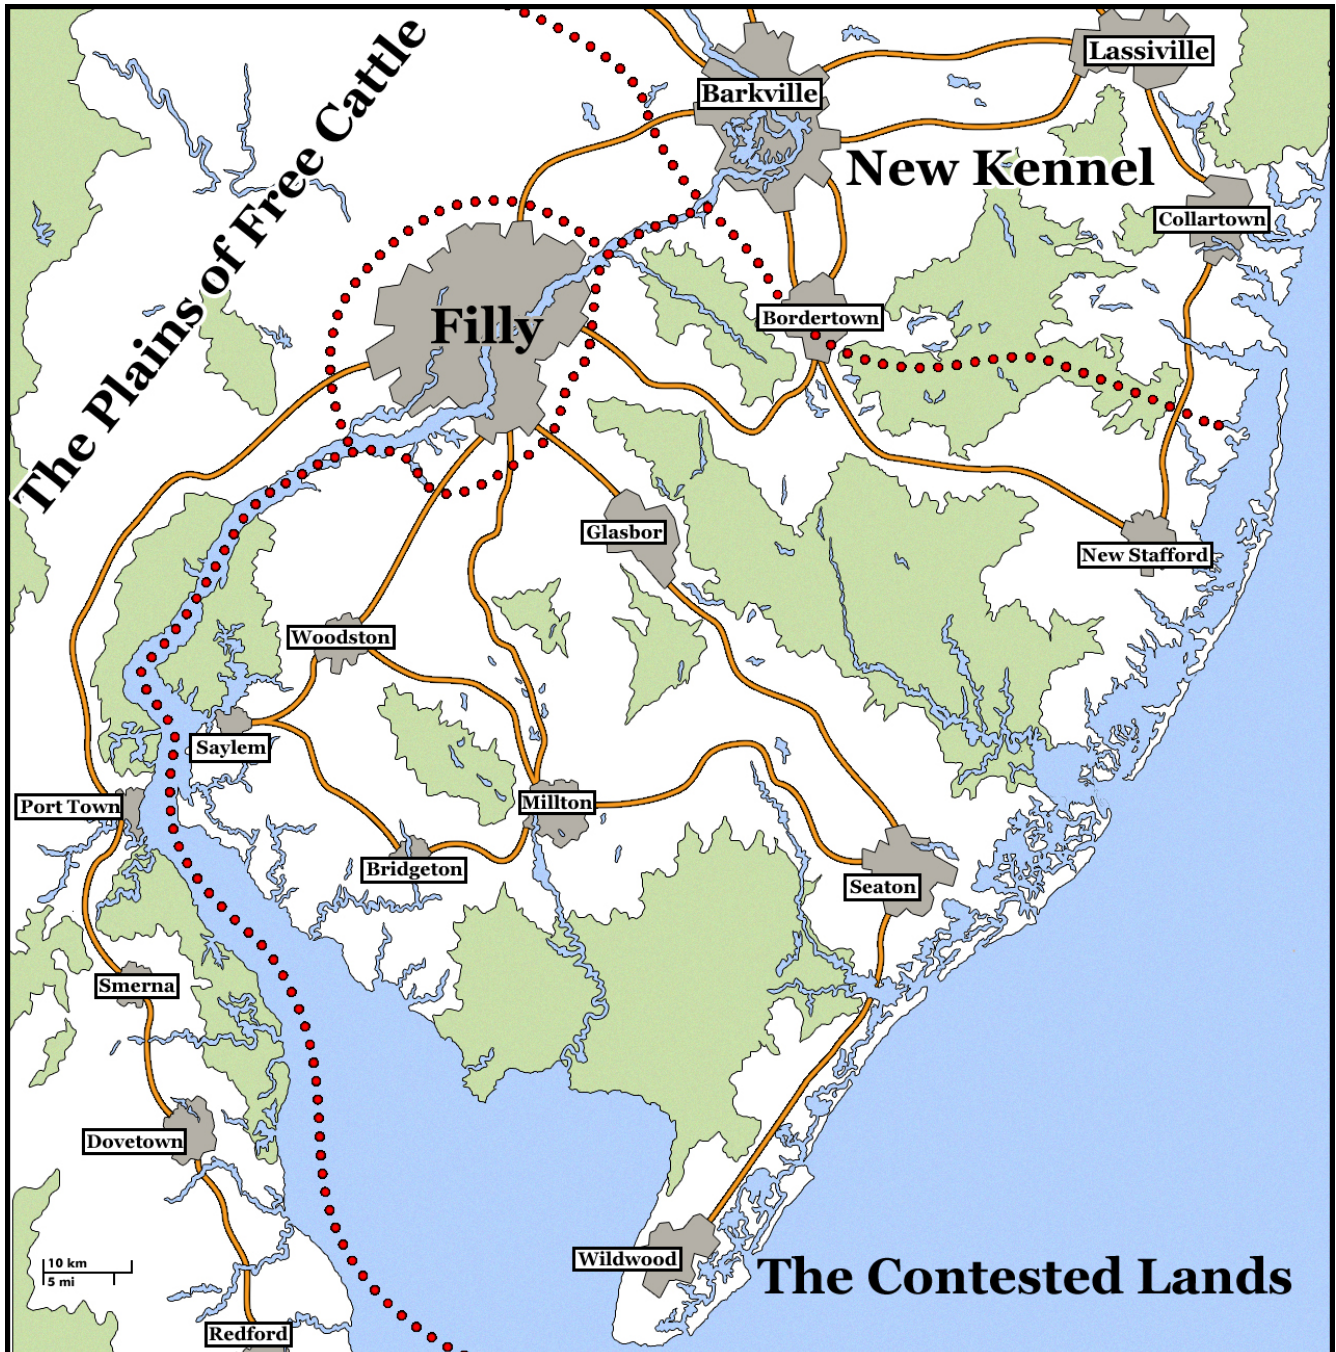 Lassiville
Barkville
The Plains of Free Cattle
New Kennel
Collartown
Bordertown
Filly
Glasbor
New Stafford
Woodston
Saylem
Port Town
Millton
Bridgeton
Seaton
Smerna
Dovetown
Wildwood
The Contested Lands
10 km
5 mi
Redford